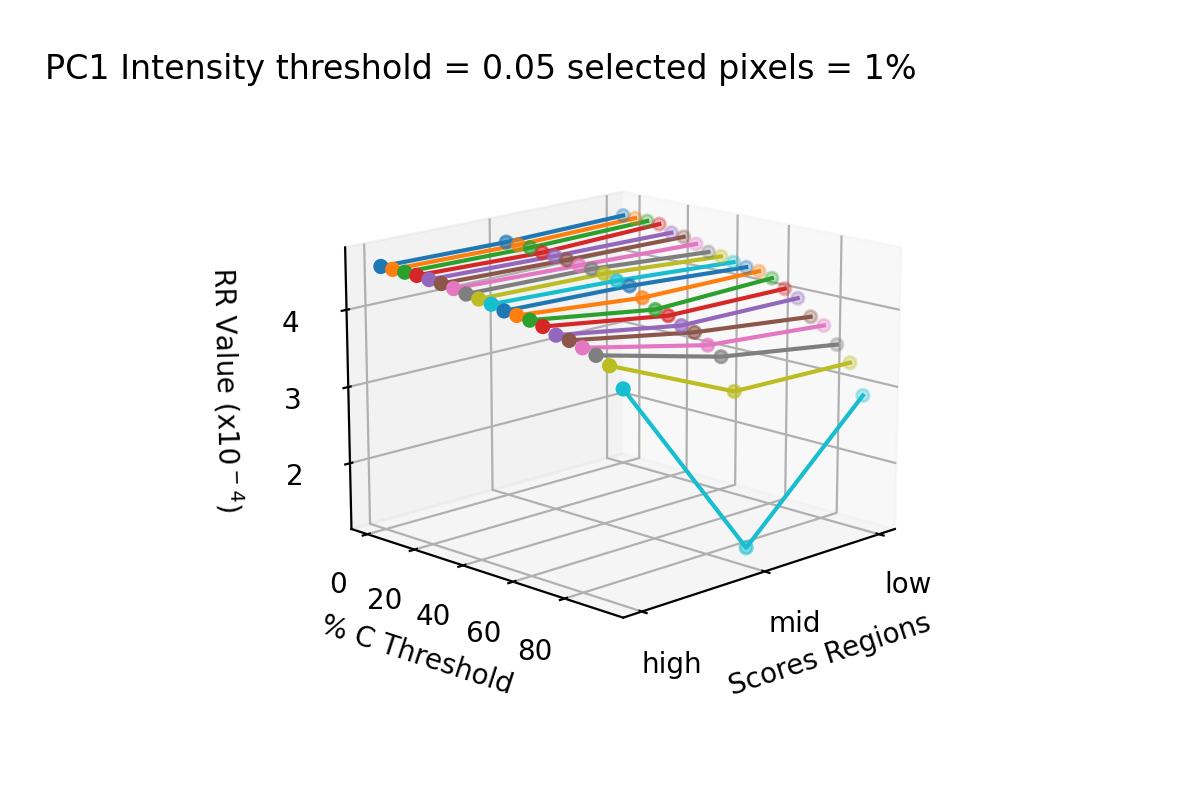 PC1 Intensity threshold = 0.05 selected pixels = 1%
RR Value (x10⁻⁴)
4
3
2
0
20
40
60
80
% C Threshold
high
mid
low
Scores Regions